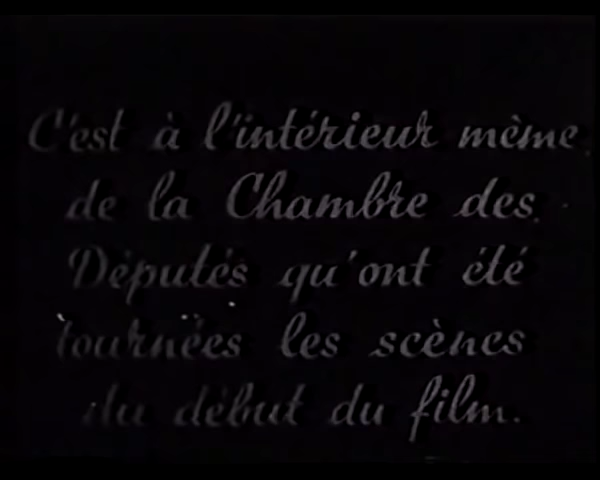 C'est à l'intérieur même
de la Chambre des
Députés qu'ont été
tournées les scènes
du début du film.